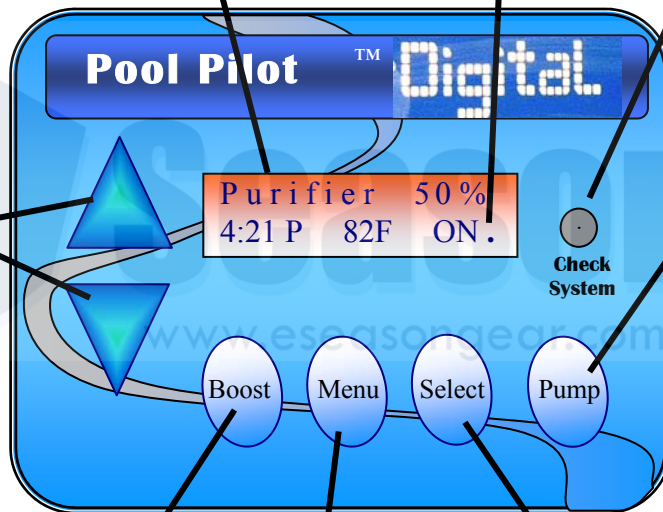 Pool Pilot ™ Digital
Purifier 50%
4:21 P 82F ON.
Check
System
www.eseasongear.com
Boost Menu Select Pump